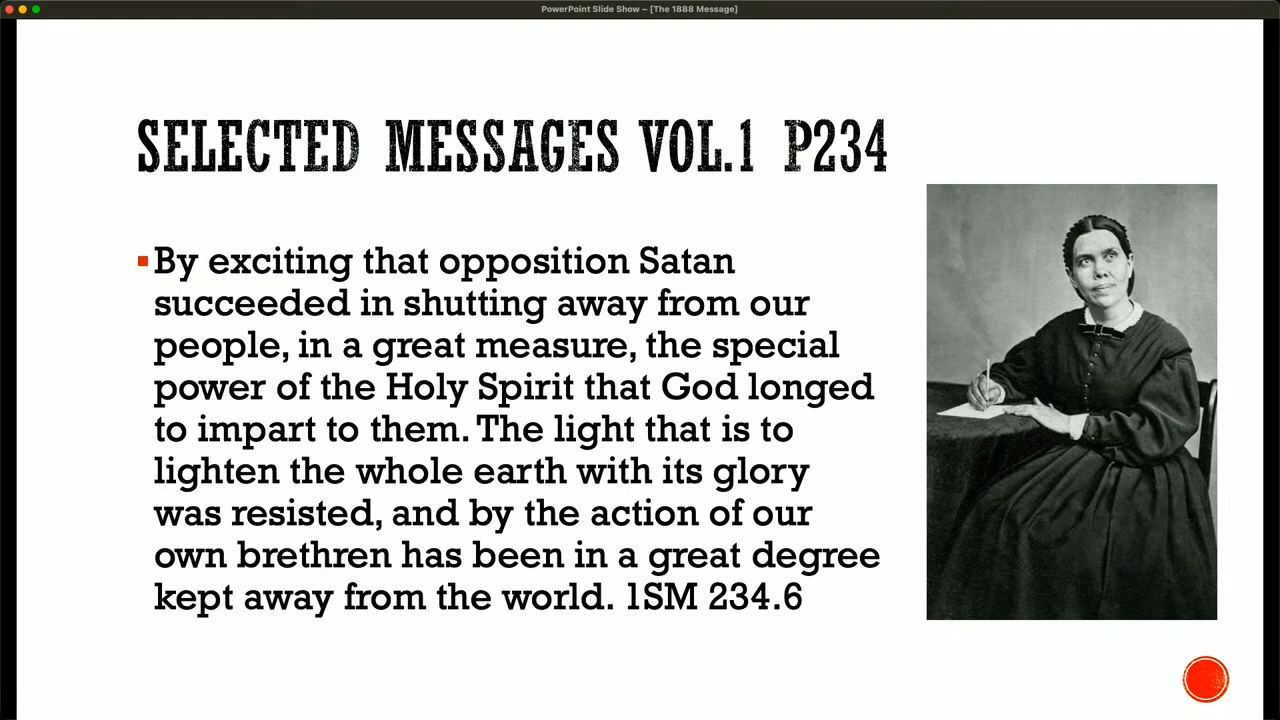 PowerPoint Slide Show – [The 1888 Message]
SELECTED MESSAGES VOL.1 P234
By exciting that opposition Satan
succeeded in shutting away from our
people, in a great measure, the special
power of the Holy Spirit that God longed
to impart to them. The light that is to
lighten the whole earth with its glory
was resisted, and by the action of our
own brethren has been in a great degree
kept away from the world. 1SM 234.6